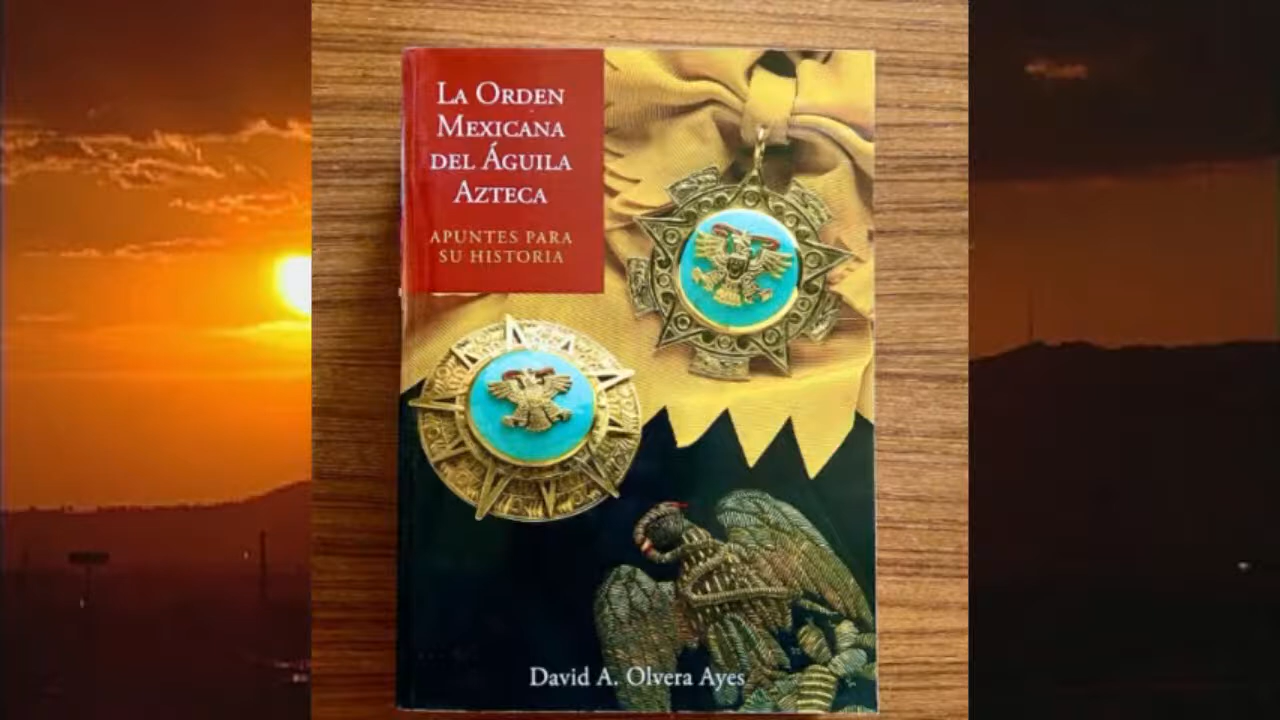 La Orden
Mexicana
del Águila
Azteca
Apuntes para
su historia
David A. Olvera Ayes